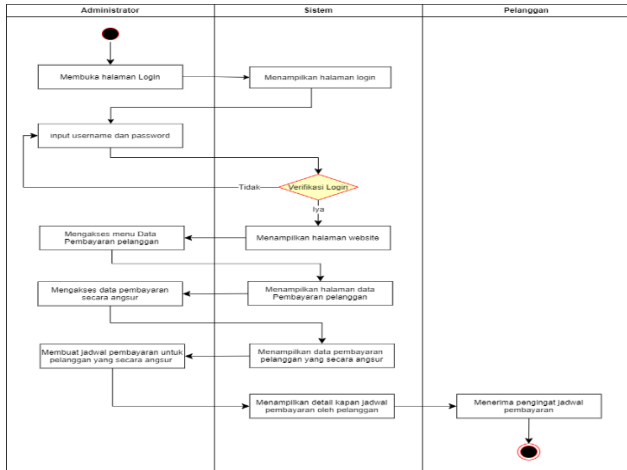 Administrator
Sistem
Pelanggan
Membuka halaman Login
Menampilkan halaman login
input username dan password
Tidak
Verifikasi Login
Iya
Mengakses menu Data
Pembayaran pelanggan
Menampilkan halaman website
Mengakses data pembayaran
secara angsur
Menampilkan halaman data
Pembayaran pelanggan
Membuat jadwal pembayaran untuk
pelanggan yang secara angsur
Menampilkan data pembayaran
pelanggan yang secara angsur
Menampilkan detail kapan jadwal
pembayaran oleh pelanggan
Menerima pengingat jadwal
pembayaran